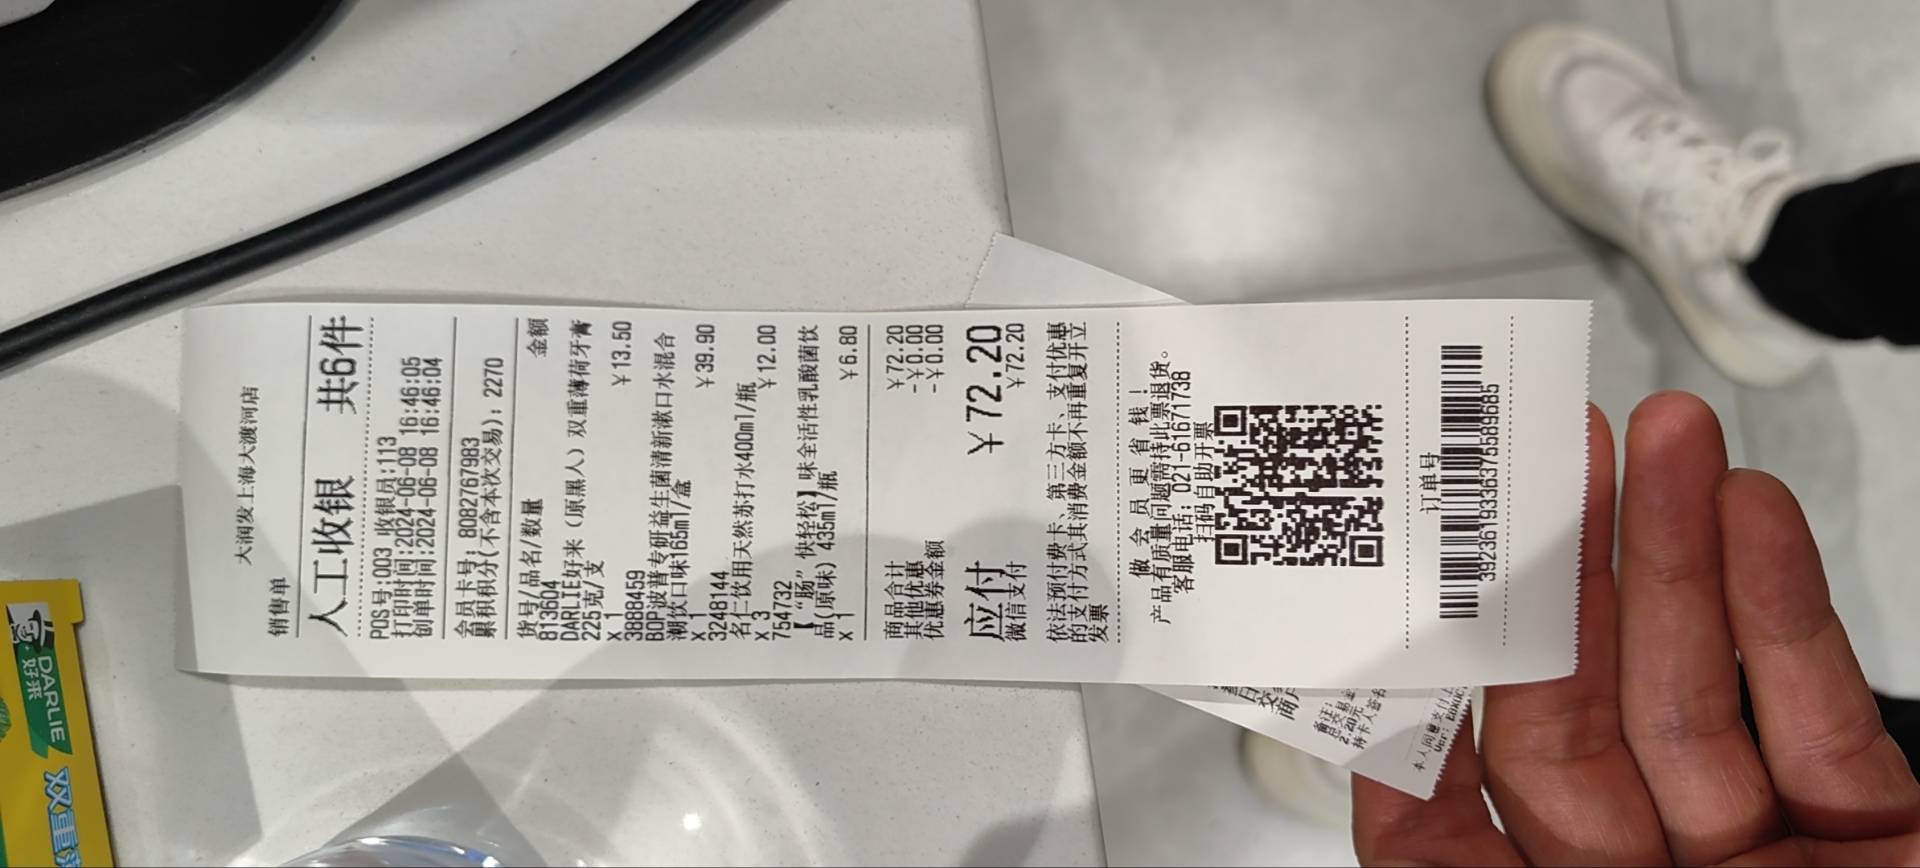 大润发上海大渡河店
销售单
人工收银 共6件
POS号:003 收银员:113
打印时间:2024-06-08 16:46:05
创单时间:2024-06-08 16:46:04
会员卡号: 8082767983
累积积分(不含本次交易): 2270
货号/品名/数量 金额
813604
DARLIE好来（原黑人）双重薄荷牙膏
225克/支
x 1 ￥13.50
3888459
BOP波普专研益生菌清新漱口水混合
潮饮口味165ml/盒
x 1 ￥39.90
3248144
名仁饮用天然苏打水400ml/瓶
x 3 ￥12.00
754732
【“肠”快轻松】味全活性乳酸菌饮
品(原味) 435ml/瓶
x 1 ￥6.80
商品合计 ￥72.20
其他优惠 -￥0.00
优惠券金额 -￥0.00
应付 ￥72.20
微信支付 ￥72.20
依法预付费卡、第三方卡、支付优惠
的支付方式其消费金额不再重复开立
发票
做 会 员 更 省 钱 ！
产品有质量问题需持此票退货。
客服电话: 021-61671738
扫码自助开票
订单号
DARLIE
好来
双重